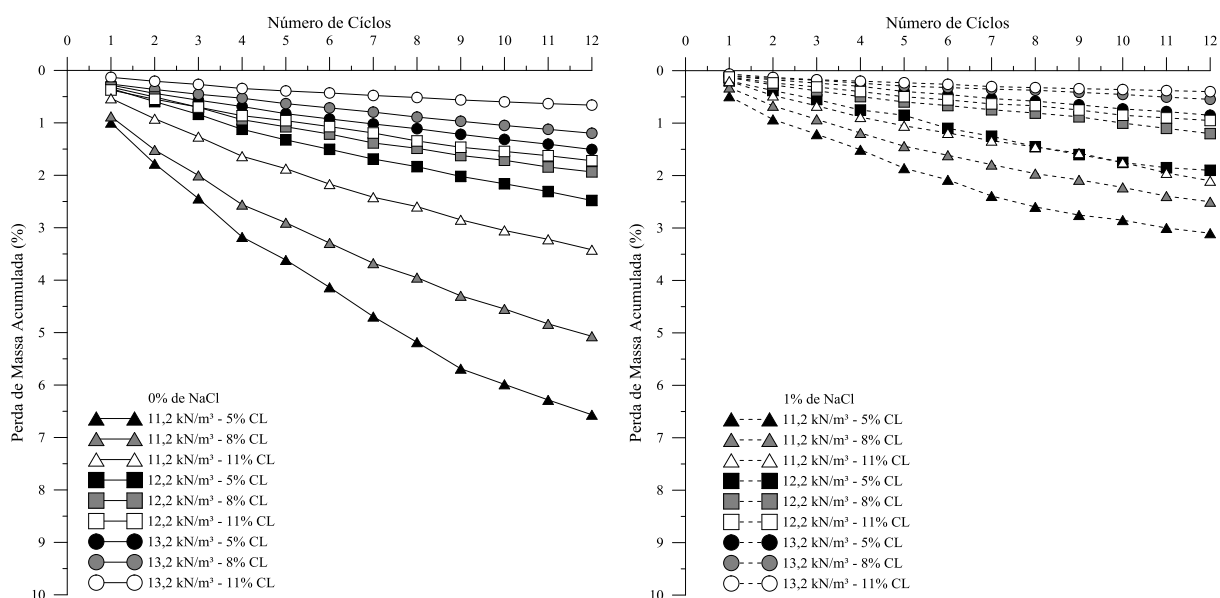 Número de Cíclos
0 1 2 3 4 5 6 7 8 9 10 11 12
0
1
2
3
4
5
6
7
8
9
10
Perda de Massa Acumulada (%)
0% de NaCl
11,2 kN/m³ - 5% CL
11,2 kN/m³ - 8% CL
11,2 kN/m³ - 11% CL
12,2 kN/m³ - 5% CL
12,2 kN/m³ - 8% CL
12,2 kN/m³ - 11% CL
13,2 kN/m³ - 5% CL
13,2 kN/m³ - 8% CL
13,2 kN/m³ - 11% CL
Número de Cíclos
0 1 2 3 4 5 6 7 8 9 10 11 12
0
1
2
3
4
5
6
7
8
9
10
Perda de Massa Acumulada (%)
1% de NaCl
11,2 kN/m³ - 5% CL
11,2 kN/m³ - 8% CL
11,2 kN/m³ - 11% CL
12,2 kN/m³ - 5% CL
12,2 kN/m³ - 8% CL
12,2 kN/m³ - 11% CL
13,2 kN/m³ - 5% CL
13,2 kN/m³ - 8% CL
13,2 kN/m³ - 11% CL